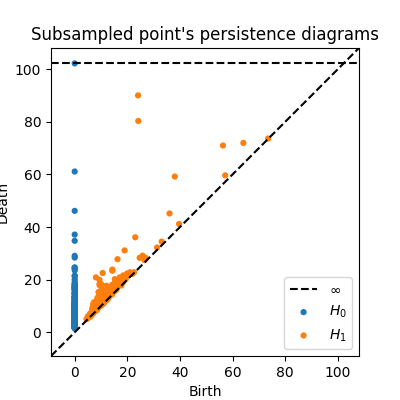 Subsampled point's persistence diagrams
100
80
60
40
20
0
Death
0 20 40 60 80 100
Birth
∞
H₀
H₁